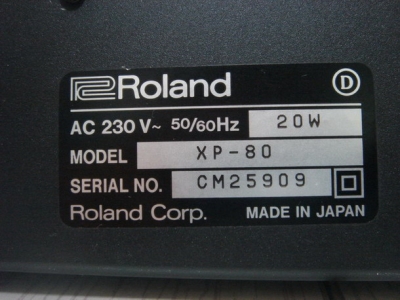 Roland D
AC 230 V~ 50/60Hz 20W
MODEL XP-80
SERIAL NO. CM25909
Roland Corp. MADE IN JAPAN